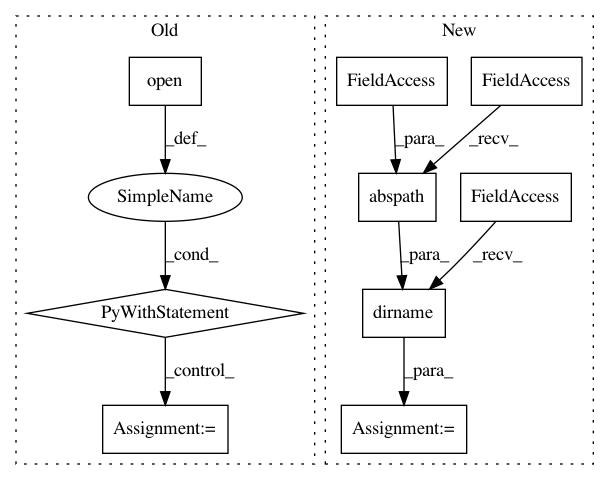 Old
New
open
FieldAccess
FieldAccess
_def_
_para_
_recv_
SimpleName
abspath
FieldAccess
_cond_
_para_
_recv_
PyWithStatement
dirname
_control_
_para_
Assignment:=
Assignment:=